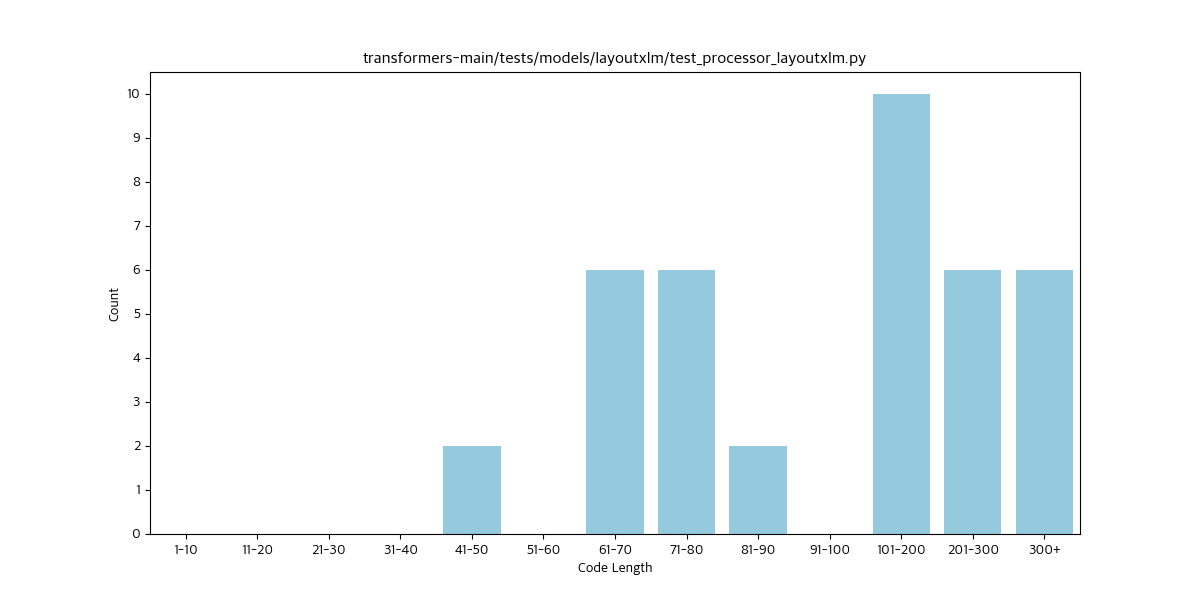 transformers-main/tests/models/layoutxlm/test_processor_layoutxlm.py
10
9
8
7
6
5
4
3
2
1
0
Count
1-10 11-20 21-30 31-40 41-50 51-60 61-70 71-80 81-90 91-100 101-200 201-300 300+
Code Length